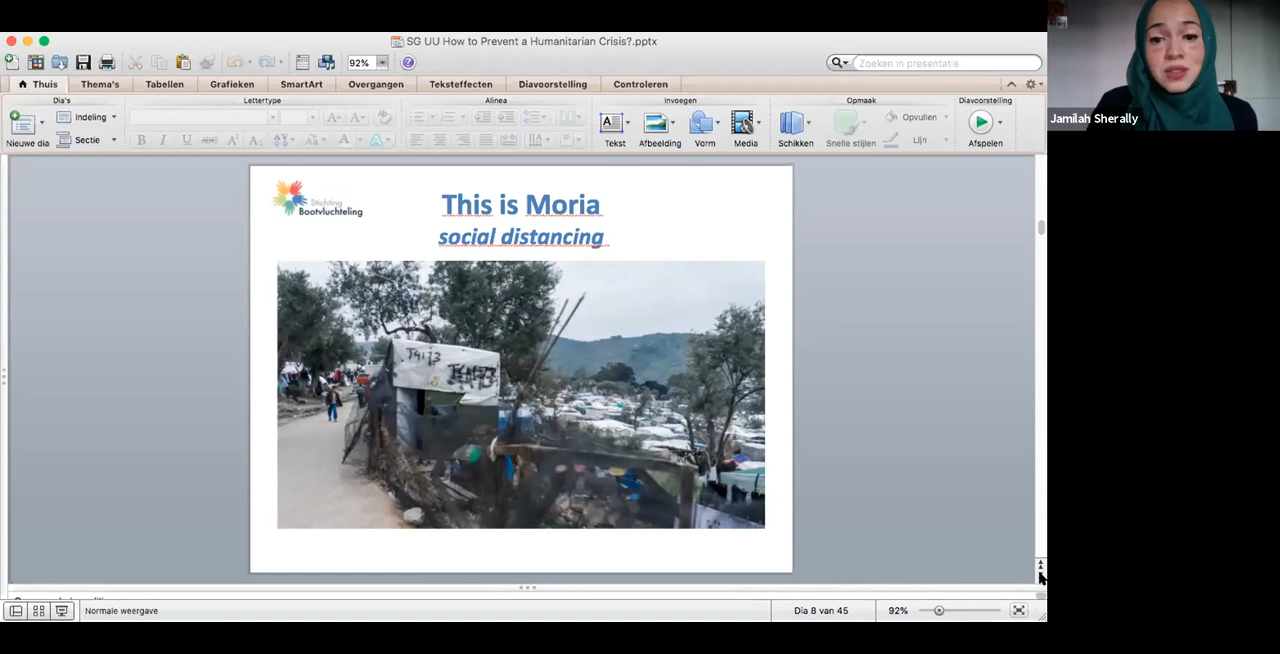 SG UU How to Prevent a Humanitarian Crisis?.pptx
92%
Zoeken in presentatie
Thuis
Thema's
Tabellen
Grafieken
SmartArt
Overgangen
Teksteffecten
Diavoorstelling
Controleren
Dia's
Lettertype
Alinea
Invoegen
Opmaak
Diavoorstelling
Nieuwe dia
Indeling
Sectie
B I U ABC
Tekst
Afbeelding
Vorm
Media
Schikken
Snelle stijlen
Opvullen
Lijn
Afspelen
Jamilah Sherally
Stichting
Bootvluchteling
This is Moria
social distancing
Normale weergave
Dia 8 van 45
92%